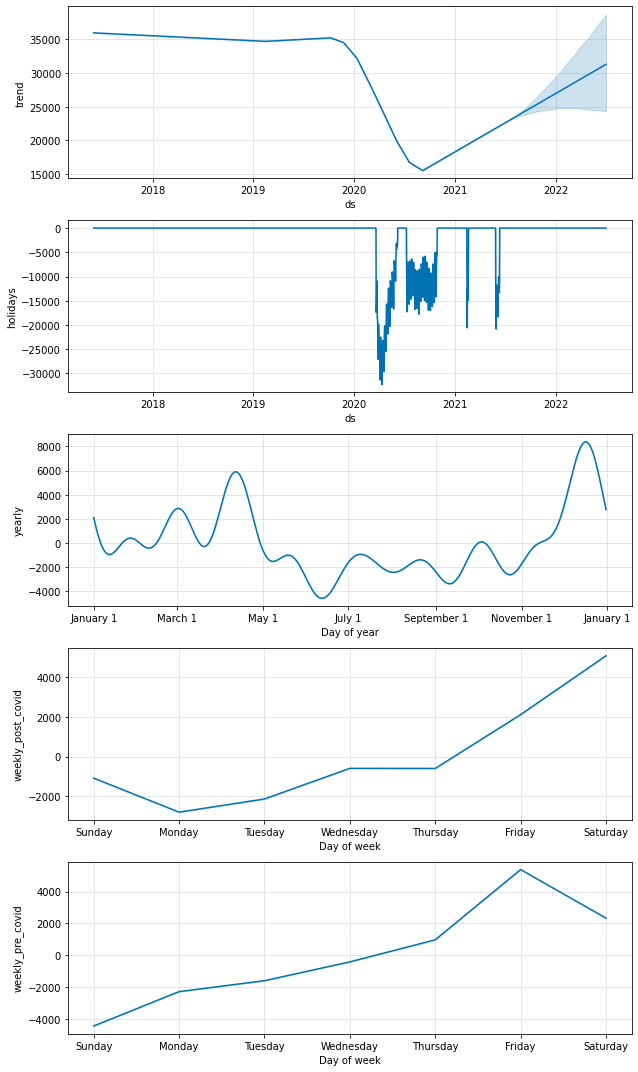 35000
30000
25000
20000
15000
trend
2018 2019 2020 2021 2022
ds
0
−5000
−10000
−15000
−20000
−25000
−30000
holidays
2018 2019 2020 2021 2022
ds
8000
6000
4000
2000
0
−2000
−4000
yearly
January 1 March 1 May 1 July 1 September 1 November 1 January 1
Day of year
4000
2000
0
−2000
weekly_post_covid
Sunday Monday Tuesday Wednesday Thursday Friday Saturday
Day of week
4000
2000
0
−2000
−4000
weekly_pre_covid
Sunday Monday Tuesday Wednesday Thursday Friday Saturday
Day of week